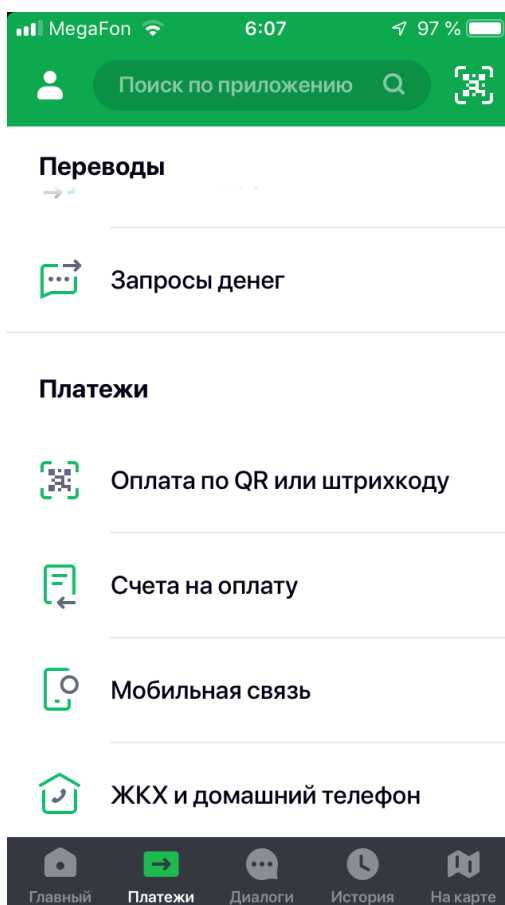 MegaFon 6:07 97 %
Поиск по приложению
Переводы
Запросы денег
Платежи
Оплата по QR или штрихкоду
Счета на оплату
Мобильная связь
ЖКХ и домашний телефон
Главный Платежи Диалоги История На карте